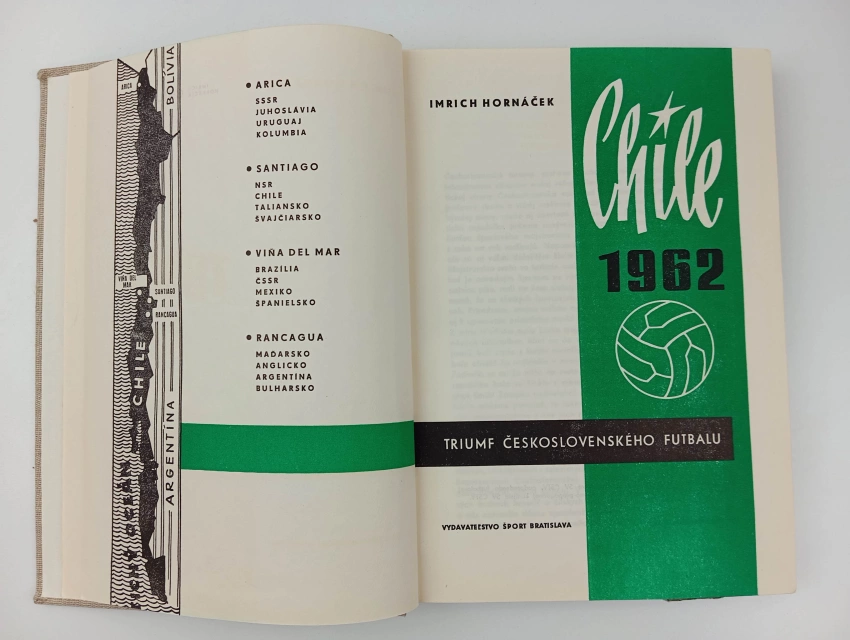 ARICA
BOLÍVIA
VIÑA DEL
MAR
SANTIAGO
RANCAGUA
CHILE
ARGENTÍNA
TICHÝ OCEÁN
● ARICA
SSSR
JUHOSLÁVIA
URUGUAJ
KOLUMBIA
● SANTIAGO
NSR
CHILE
TALIANSKO
ŠVAJČIARSKO
● VIÑA DEL MAR
BRAZÍLIA
ČSSR
MEXIKO
ŠPANIELSKO
● RANCAGUA
MAĎARSKO
ANGLICKO
ARGENTÍNA
BULHARSKO
IMRICH HORNÁČEK
Chile
1962
TRIUMF ČESKOSLOVENSKÉHO FUTBALU
VYDAVATEĽSTVO ŠPORT BRATISLAVA